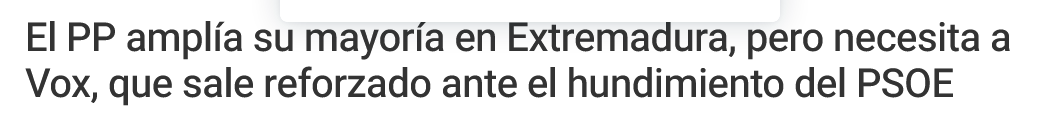 El PP amplía su mayoría en Extremadura, pero necesita a
Vox, que sale reforzado ante el hundimiento del PSOE